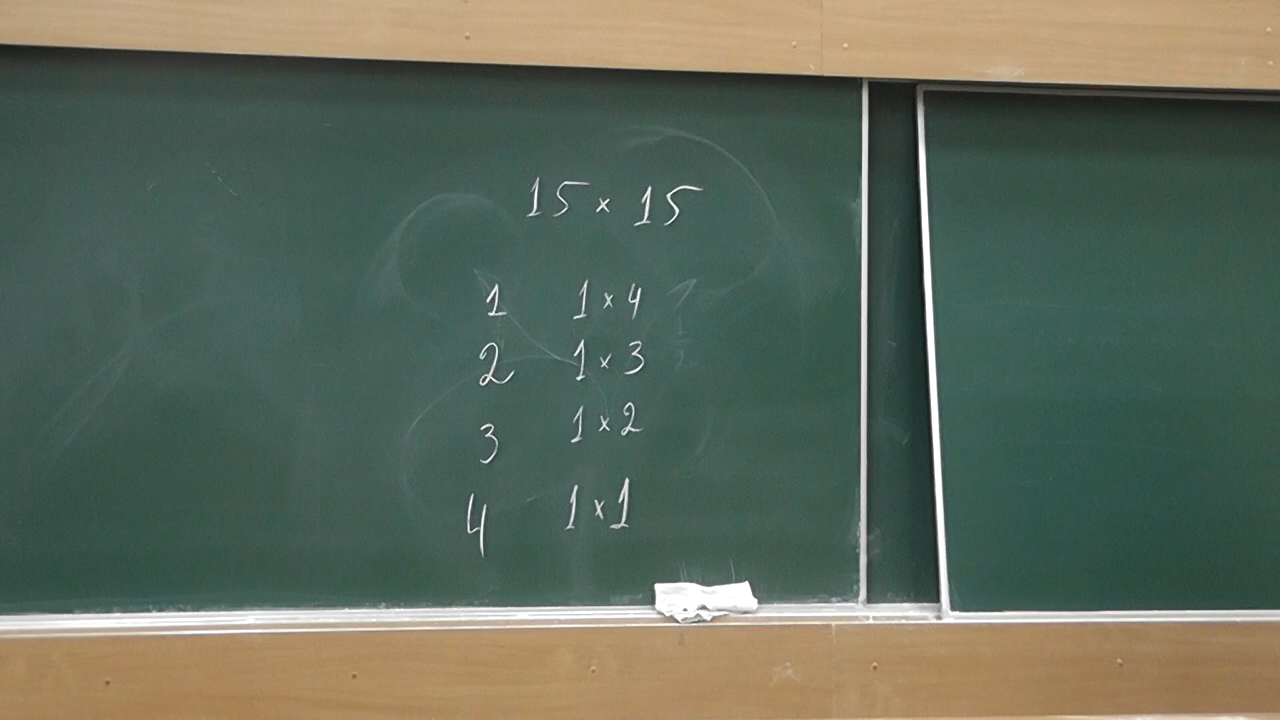 15 × 15
1 1 × 4
2 1 × 3
3 1 × 2
4 1 × 1